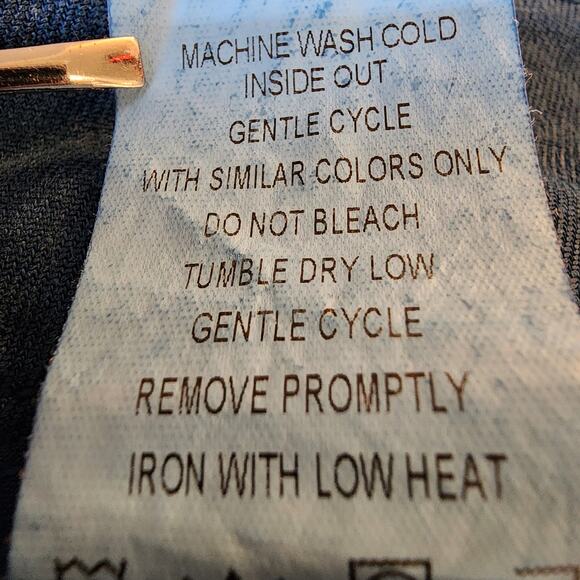 MACHINE WASH COLD
INSIDE OUT
GENTLE CYCLE
WITH SIMILAR COLORS ONLY
DO NOT BLEACH
TUMBLE DRY LOW
GENTLE CYCLE
REMOVE PROMPTLY
IRON WITH LOW HEAT